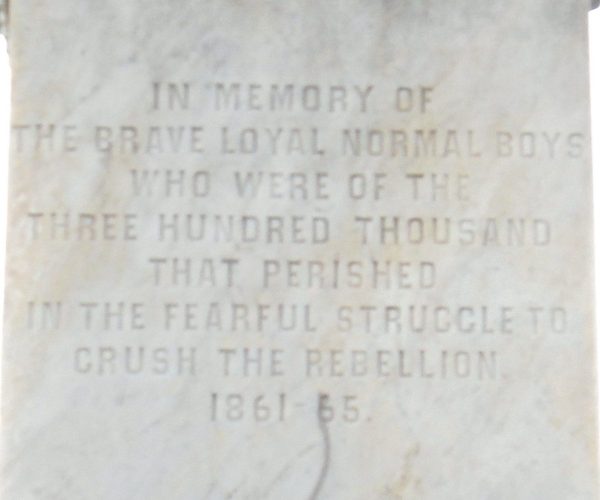 IN MEMORY OF
THE BRAVE LOYAL NORMAL BOYS
WHO WERE OF THE
THREE HUNDRED THOUSAND
THAT PERISHED
IN THE FEARFUL STRUGGLE TO
CRUSH THE REBELLION.
1861-65.